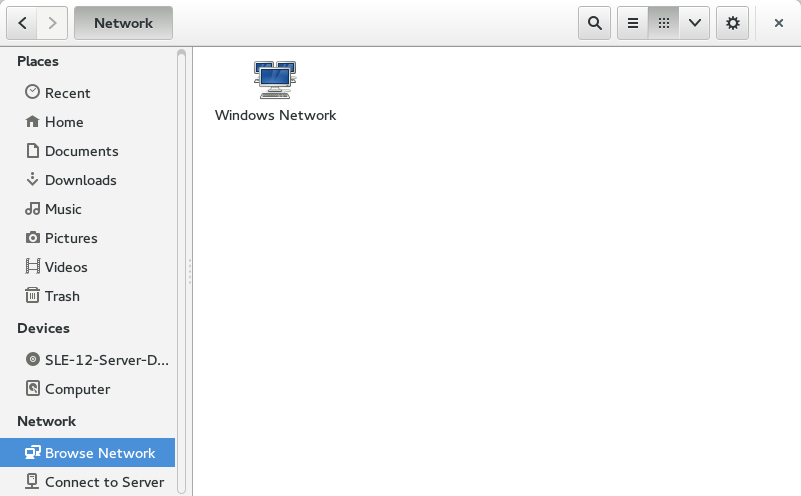 Network
Places
Recent
Home
Documents
Downloads
Music
Pictures
Videos
Trash
Devices
SLE-12-Server-D...
Computer
Network
Browse Network
Connect to Server
Windows Network